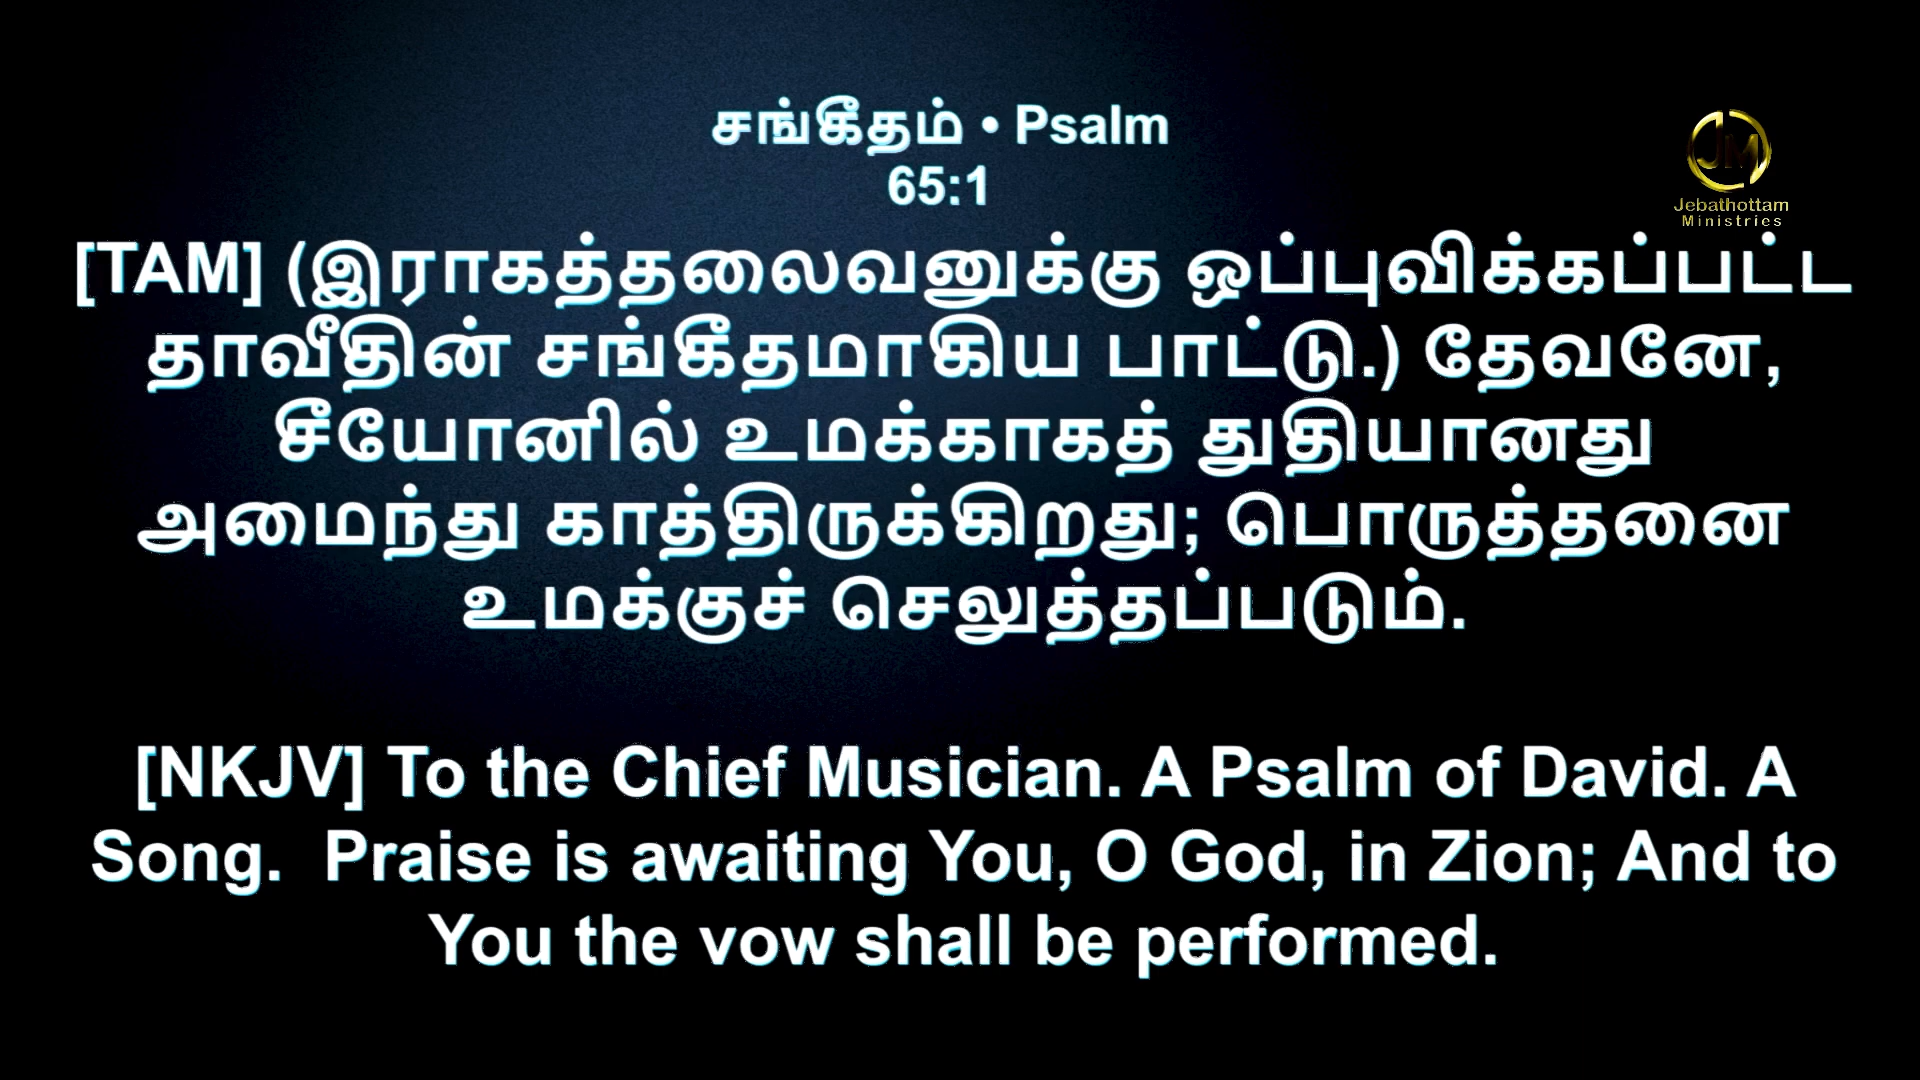 சங்கீதம் • Psalm
65:1
Jebathottam
Ministries
[TAM] (இராகத்தலைவனுக்கு ஒப்புவிக்கப்பட்ட
தாவீதின் சங்கீதமாகிய பாட்டு.) தேவனே,
சீயோனில் உமக்காகத் துதியானது
அமைந்து காத்திருக்கிறது; பொருத்தனை
உமக்குச் செலுத்தப்படும்.
[NKJV] To the Chief Musician. A Psalm of David. A
Song.  Praise is awaiting You, O God, in Zion; And to
You the vow shall be performed.